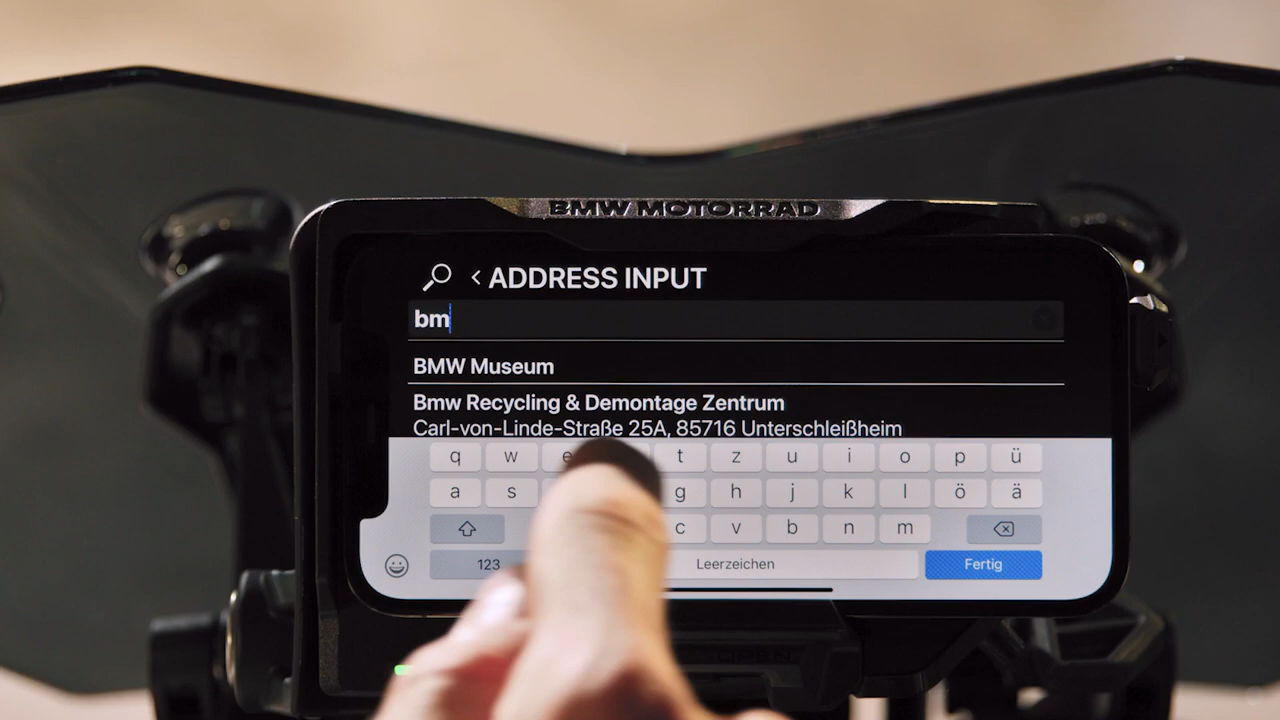 BMW MOTORRAD
< ADDRESS INPUT
bm
BMW Museum
Bmw Recycling & Demontage Zentrum
Carl-von-Linde-Straße 25A, 85716 Unterschleißheim
q w e t z u i o p ü
a s g h j k l ö ä
c v b n m
123 Leerzeichen Fertig
OPEN